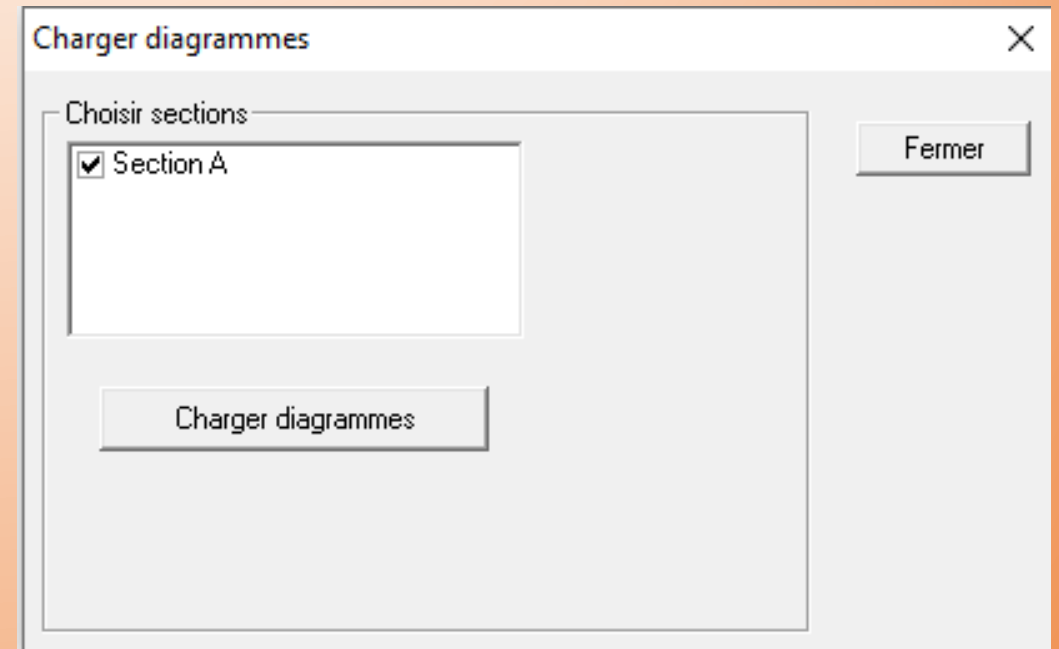 Charger diagrammes
Choisir sections
Section A
Fermer
Charger diagrammes